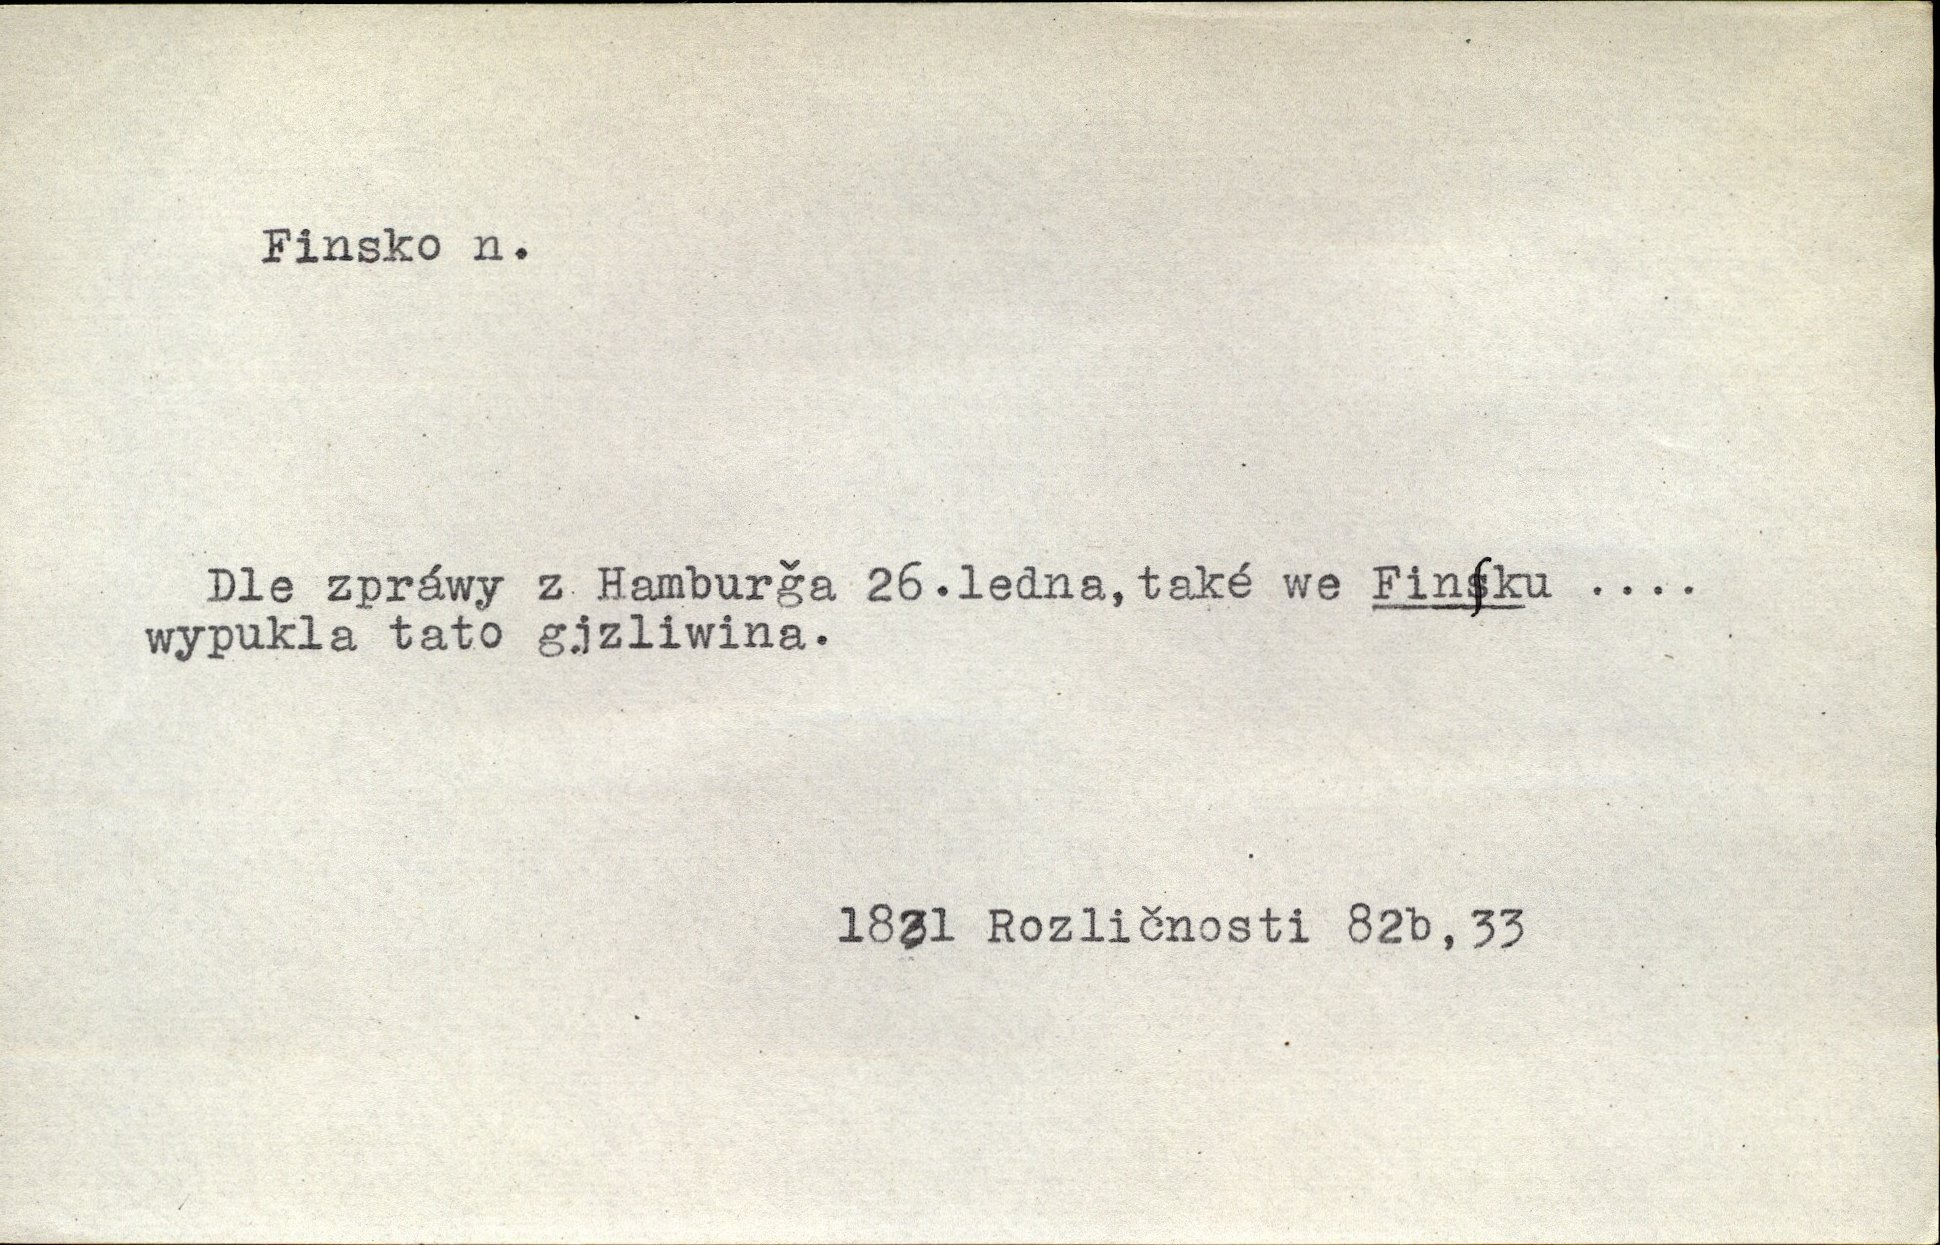 Finsko n.
Dle zpráwy z Hamburğa 26.ledna,také we Finſku ....
wypukla tato gjzliwina.
1831 Rozličnosti 82b,33